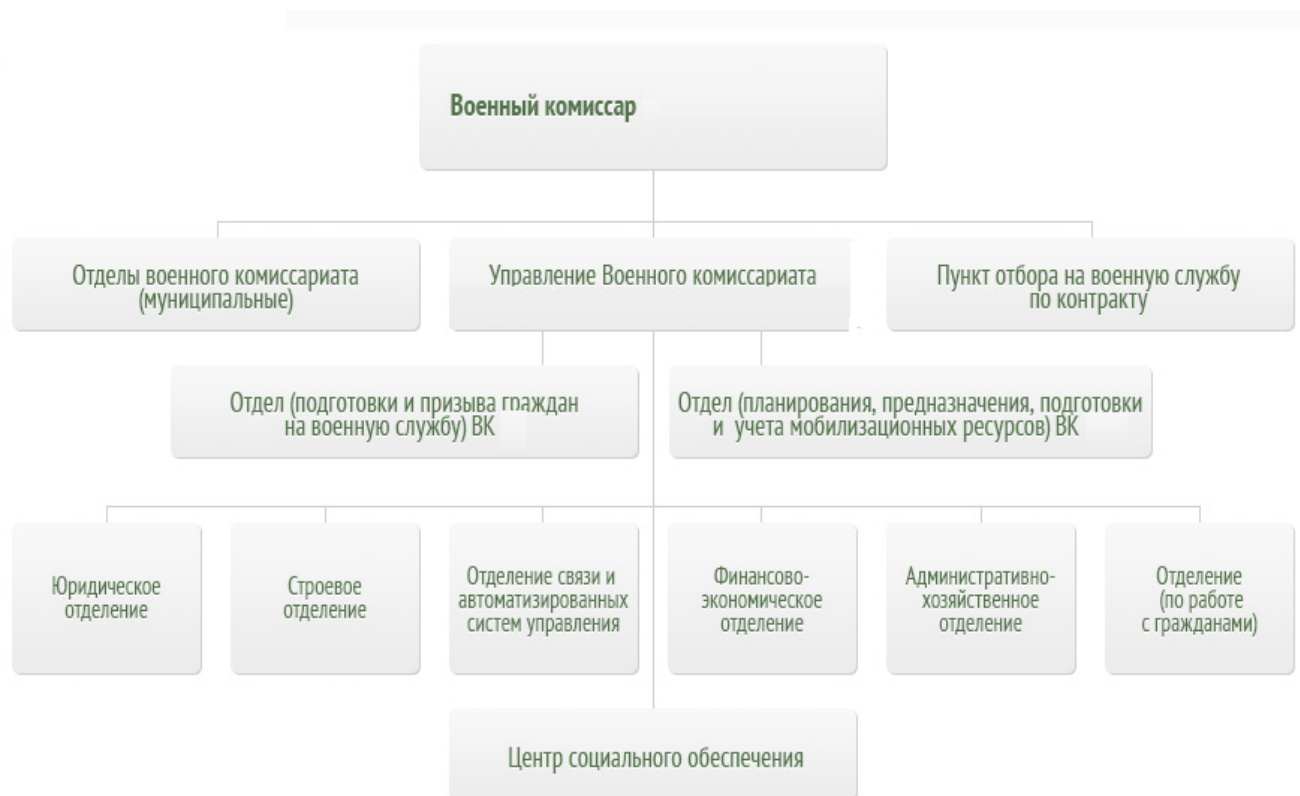 Военный комиссар
Отделы военного комиссариата
(муниципальные)
Управление Военного комиссариата
Пункт отбора на военную службу
по контракту
Отдел (подготовки и призыва граждан
на военную службу) ВК
Отдел (планирования, предназначения, подготовки
и учета мобилизационных ресурсов) ВК
Юридическое
отделение
Строевое
отделение
Отделение связи и
автоматизированных
систем управления
Финансово-
экономическое
отделение
Административно-
хозяйственное
отделение
Отделение
(по работе
с гражданами)
Центр социального обеспечения